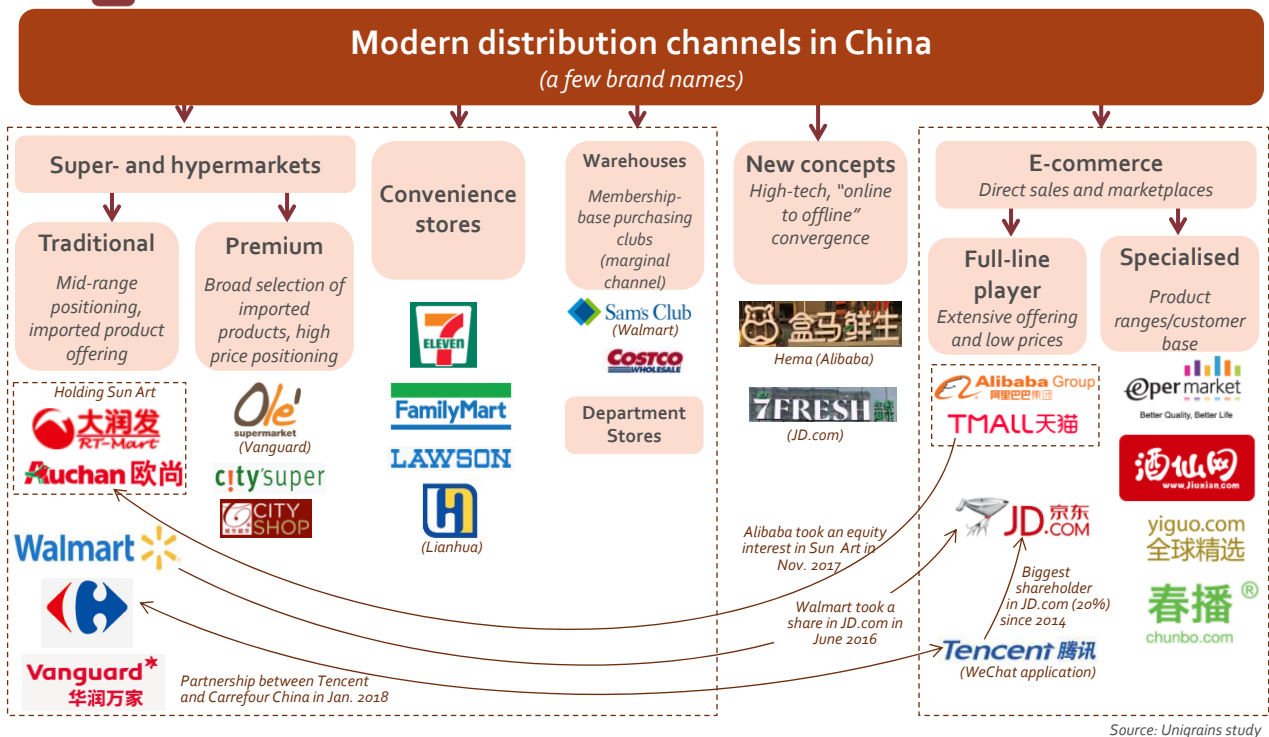 Modern distribution channels in China
(a few brand names)
Super- and hypermarkets
Traditional
Mid-range
positioning,
imported product
offering
Holding Sun Art
大润发
RT-Mart
Auchan 欧尚
Walmart
Vanguard
华润万家
Premium
Broad selection of
imported
products, high
price positioning
Olé
supermarket
(Vanguard)
c!ty'super
CITY
SHOP
Convenience
stores
7
ELEVEN
FamilyMart
LAWSON
(Lianhua)
Warehouses
Membership-
base purchasing
clubs
(marginal
channel)
Sam's Club
(Walmart)
COSTCO
WHOLESALE
Department
Stores
New concepts
High-tech, “online
to offline”
convergence
盒马鲜生
Hema (Alibaba)
7FRESH
(JD.com)
E-commerce
Direct sales and marketplaces
Full-line
player
Extensive offering
and low prices
Alibaba Group
阿里巴巴集团
TMALL天猫
JD.COM 京东
Tencent 腾讯
(WeChat application)
Specialised
Product
ranges/customer
base
epermarket
Better Quality, Better Life
酒仙网
www.Jiuxian.com
yiguo.com
全球精选
春播®
chunbo.com
Alibaba took an equity
interest in Sun Art in
Nov. 2017
Walmart took a
share in JD.com in
June 2016
Biggest
shareholder
in JD.com (20%)
since 2014
Partnership between Tencent
and Carrefour China in Jan. 2018
Source: Unigrains study